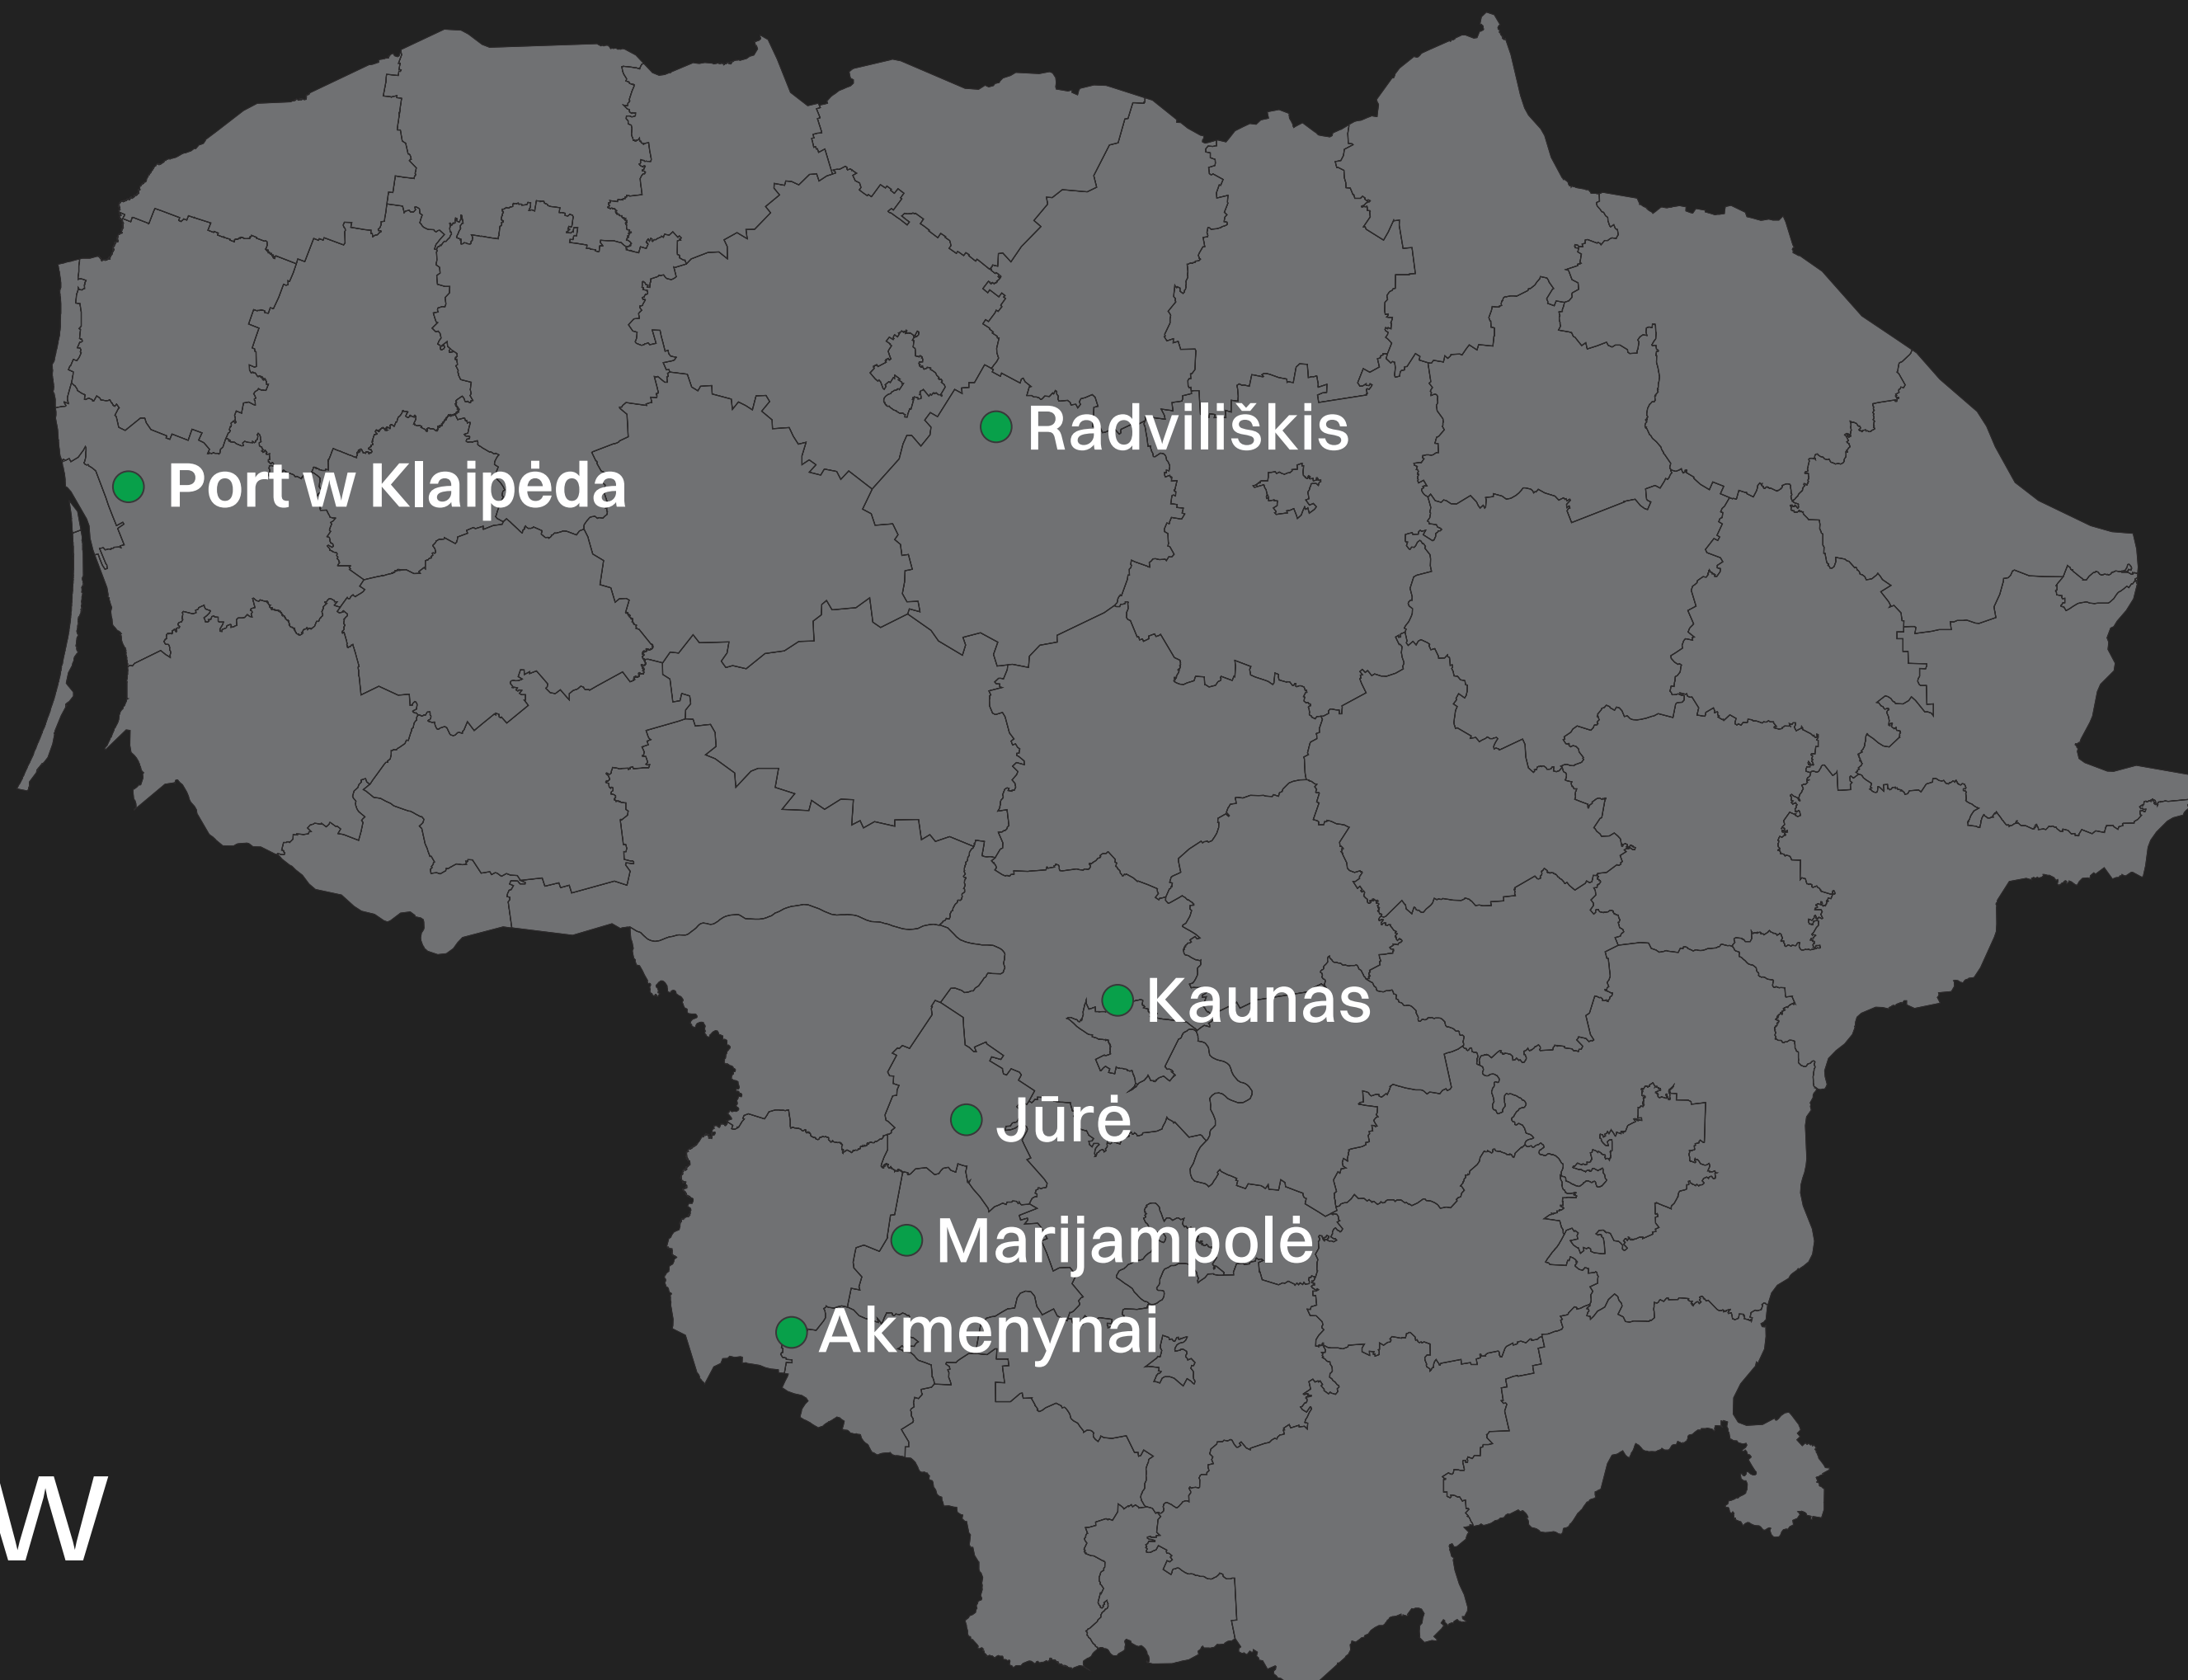 Radviliškis
Port w Klaipėda
Kaunas
Jūrė
Marijampolė
Akmenynai
w